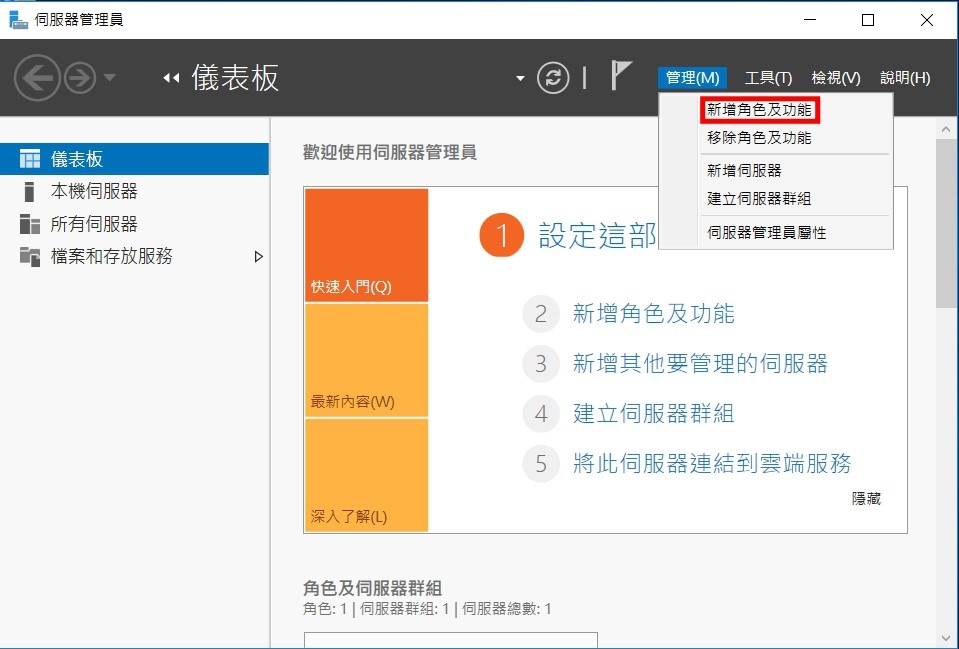 伺服器管理員
儀表板
管理(M) 工具(T) 檢視(V) 說明(H)
新增角色及功能
移除角色及功能
新增伺服器
建立伺服器群組
伺服器管理員屬性
儀表板
本機伺服器
所有伺服器
檔案和存放服務
歡迎使用伺服器管理員
快速入門(Q)
最新內容(W)
深入了解(L)
1 設定這部
2 新增角色及功能
3 新增其他要管理的伺服器
4 建立伺服器群組
5 將此伺服器連結到雲端服務
隱藏
角色及伺服器群組
角色: 1 | 伺服器群組: 1 | 伺服器總數: 1